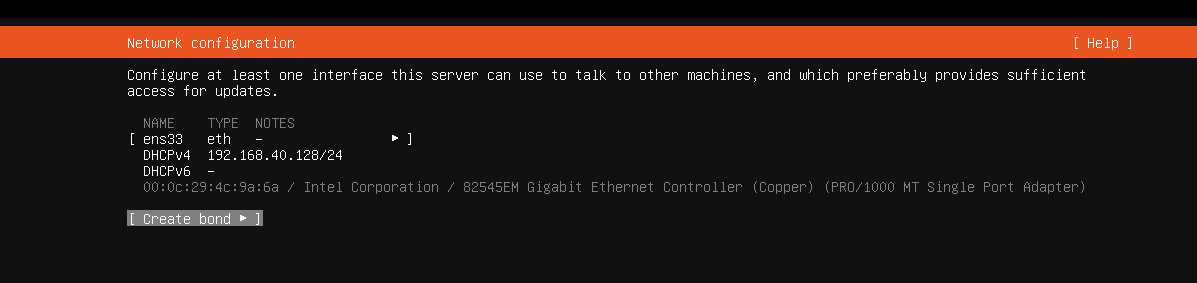 Network configuration [ Help ]
Configure at least one interface this server can use to talk to other machines, and which preferably provides sufficient
access for updates.
NAME TYPE NOTES
[ ens33 eth – ▸ ]
DHCPv4 192.168.40.128/24
DHCPv6 –
00:0c:29:4c:9a:6a / Intel Corporation / 82545EM Gigabit Ethernet Controller (Copper) (PRO/1000 MT Single Port Adapter)
[ Create bond ▸ ]